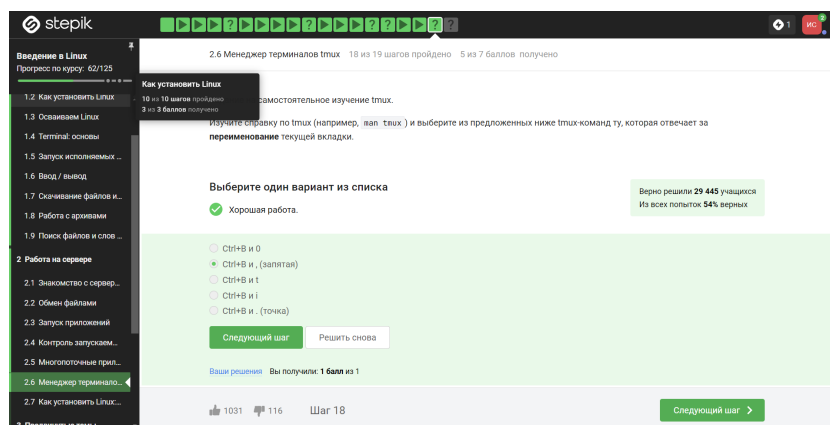 stepik
1
ИС
2
Введение в Linux
Прогресс по курсу: 62/125
2.6 Менеджер терминалов tmux 18 из 19 шагов пройдено 5 из 7 баллов получено
Как установить Linux
10 из 10 шагов пройдено
3 из 3 баллов получено
1.2 Как установить Linux
1.3 Осваиваем Linux
1.4 Terminal: основы
1.5 Запуск исполняемых ...
1.6 Ввод / вывод
1.7 Скачивание файлов и...
1.8 Работа с архивами
1.9 Поиск файлов и слов ...
2 Работа на сервере
2.1 Знакомство с сервер...
2.2 Обмен файлами
2.3 Запуск приложений
2.4 Контроль запускаем...
2.5 Многопоточные прил...
2.6 Менеджер терминало...
2.7 Как установить Linux:...
самостоятельное изучение tmux.
Изучите справку по tmux (например, man tmux ) и выберите из предложенных ниже tmux-команд ту, которая отвечает за
переименование текущей вкладки.
Выберите один вариант из списка
Хорошая работа.
Верно решили 29 445 учащихся
Из всех попыток 54% верных
Ctrl+B и 0
Ctrl+B и , (запятая)
Ctrl+B и t
Ctrl+B и i
Ctrl+B и . (точка)
Следующий шаг
Решить снова
Ваши решения Вы получили: 1 балл из 1
1031 116 Шаг 18
Следующий шаг